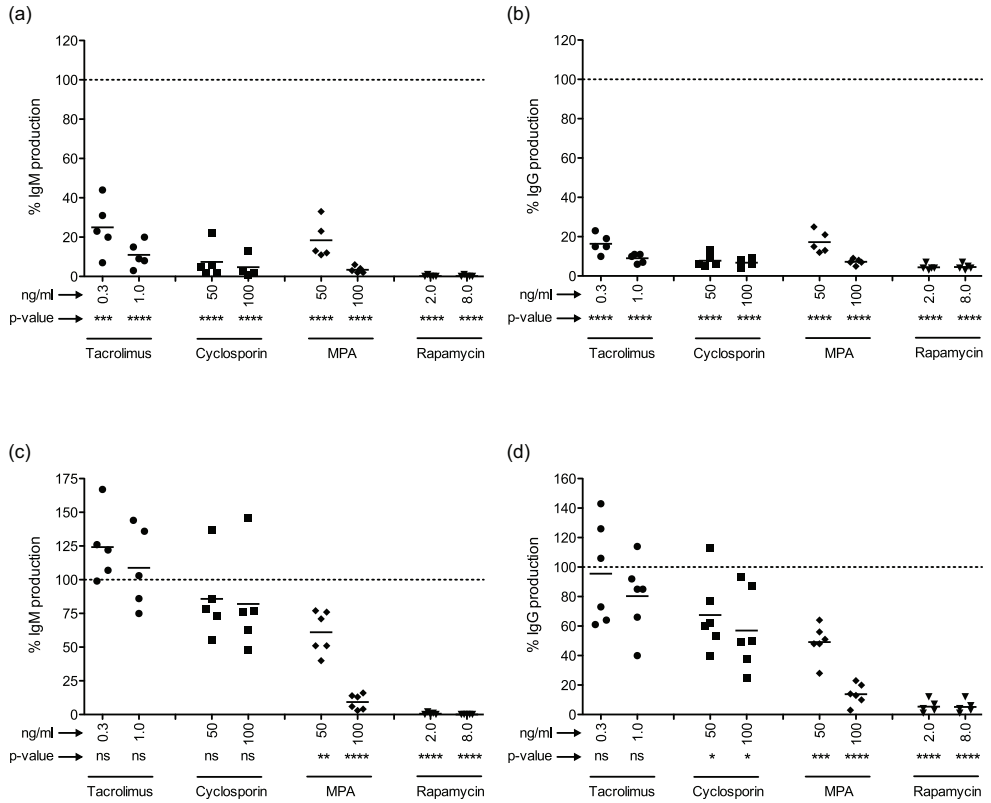 (a)
120
100
80
60
40
20
0
% IgM production
ng/ml
0.3 1.0 50 100 50 100 2.0 8.0
p-value *** **** **** **** **** **** **** ****
Tacrolimus Cyclosporin MPA Rapamycin
(b)
120
100
80
60
40
20
0
% IgG production
ng/ml
0.3 1.0 50 100 50 100 2.0 8.0
p-value **** **** **** **** **** **** **** ****
Tacrolimus Cyclosporin MPA Rapamycin
(c)
175
150
125
100
75
50
25
0
% IgM production
ng/ml
0.3 1.0 50 100 50 100 2.0 8.0
p-value ns ns ns ns ** **** **** ****
Tacrolimus Cyclosporin MPA Rapamycin
(d)
160
140
120
100
80
60
40
20
0
% IgG production
ng/ml
0.3 1.0 50 100 50 100 2.0 8.0
p-value ns ns * * *** **** **** ****
Tacrolimus Cyclosporin MPA Rapamycin